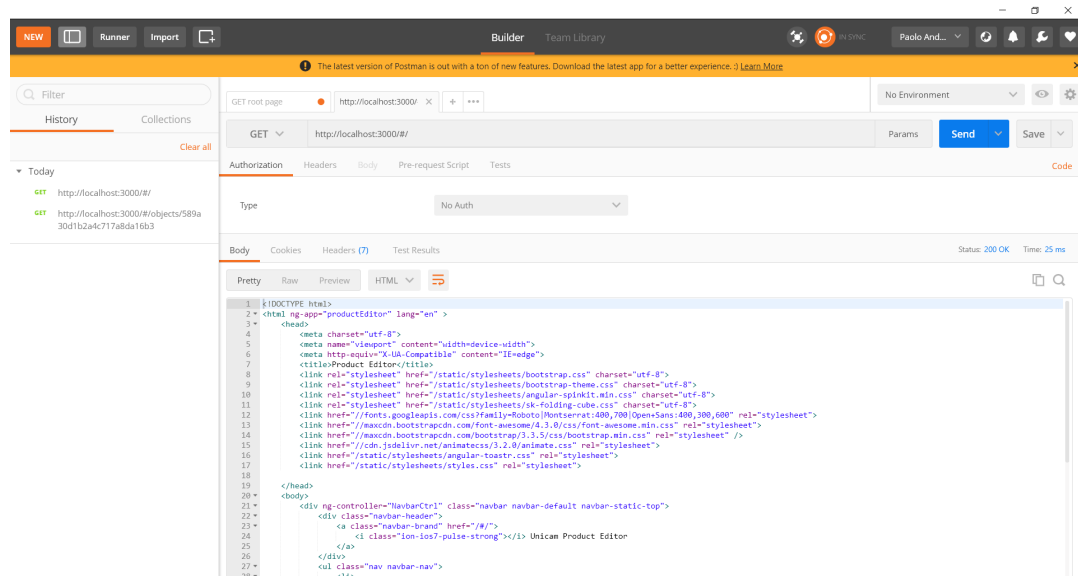 NEW Runner Import Builder Team Library IN SYNC Paolo And...
The latest version of Postman is out with a ton of new features. Download the latest app for a better experience. :) Learn More
Filter
History Collections
Clear all
Today
GET http://localhost:3000/#/
GET http://localhost:3000/#/objects/589a
30d1b2a4c717a8da16b3
GET root page http://localhost:3000/ No Environment
GET http://localhost:3000/#/ Params Send Save
Authorization Headers Body Pre-request Script Tests Code
Type No Auth
Body Cookies Headers (7) Test Results Status: 200 OK Time: 25 ms
Pretty Raw Preview HTML
1 <!DOCTYPE html>
2 <html ng-app="productEditor" lang="en" >
3 <head>
4 <meta charset="utf-8">
5 <meta name="viewport" content="width=device-width">
6 <meta http-equiv="X-UA-Compatible" content="IE=edge">
7 <title>Product Editor</title>
8 <link rel="stylesheet" href="/static/stylesheets/bootstrap.css" charset="utf-8">
9 <link rel="stylesheet" href="/static/stylesheets/bootstrap-theme.css" charset="utf-8">
10 <link rel="stylesheet" href="/static/stylesheets/angular-spinkit.min.css" charset="utf-8">
11 <link rel="stylesheet" href="/static/stylesheets/sk-folding-cube.css" charset="utf-8">
12 <link href="//fonts.googleapis.com/css?family=Roboto|Montserrat:400,700|Open+Sans:400,300,600" rel="stylesheet">
13 <link href="//maxcdn.bootstrapcdn.com/font-awesome/4.3.0/css/font-awesome.min.css" rel="stylesheet">
14 <link href="//maxcdn.bootstrapcdn.com/bootstrap/3.3.5/css/bootstrap.min.css" rel="stylesheet" />
15 <link href="//cdn.jsdelivr.net/animatecss/3.2.0/animate.css" rel="stylesheet">
16 <link href="/static/stylesheets/angular-toastr.css" rel="stylesheet">
17 <link href="/static/stylesheets/styles.css" rel="stylesheet">
18
19 </head>
20 <body>
21 <div ng-controller="NavbarCtrl" class="navbar navbar-default navbar-static-top">
22 <div class="navbar-header">
23 <a class="navbar-brand" href="/#/">
24 <i class="ion-ios7-pulse-strong"></i> Unicam Product Editor
25 </a>
26 </div>
27 <ul class="nav navbar-nav">